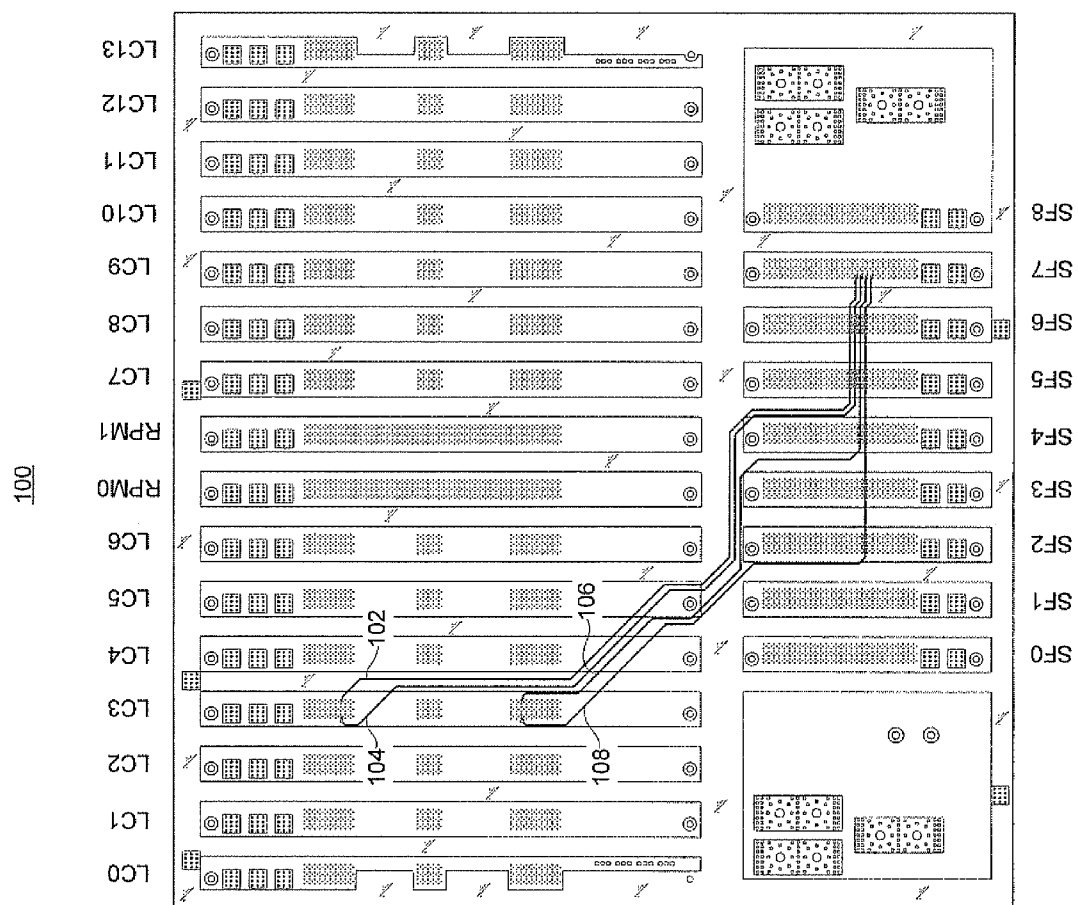 100
LC13
LC12
LC11
LC10
LC9
LC8
LC7
RPM1
RPM0
LC6
LC5
LC4
LC3
LC2
LC1
LC0
SF8
SF7
SF6
SF5
SF4
SF3
SF2
SF1
SF0
102
104
106
108